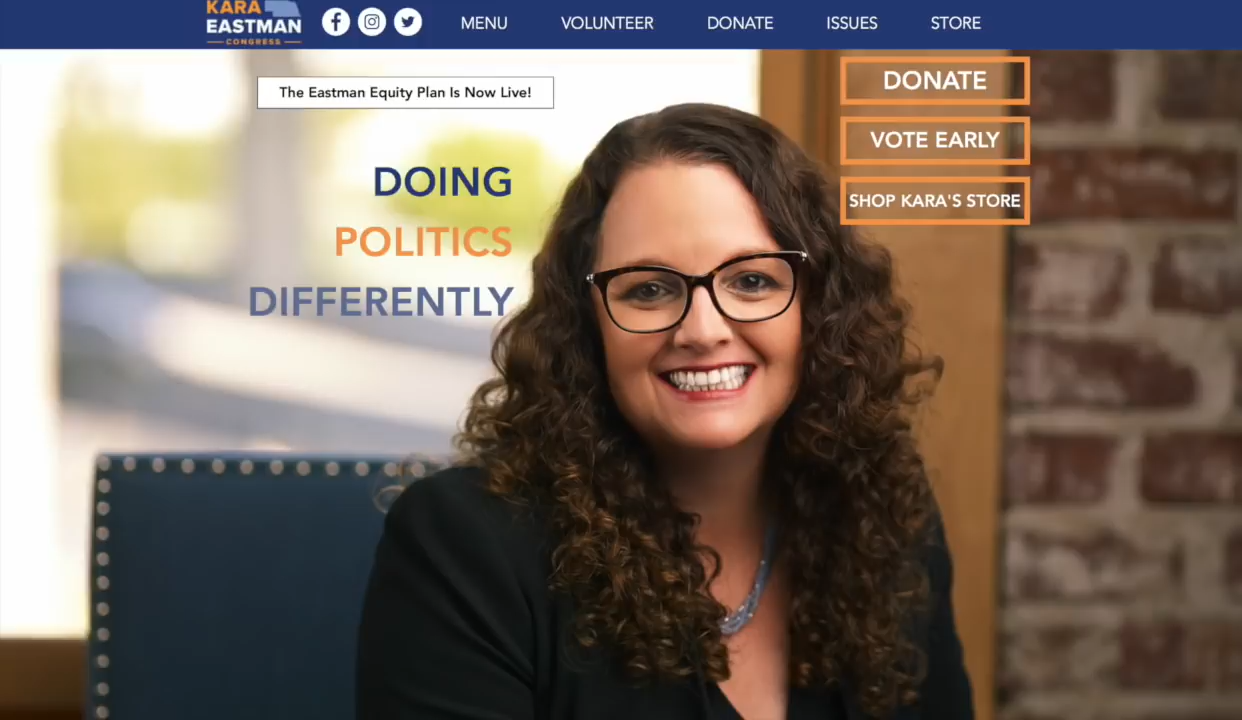 KARA
EASTMAN
CONGRESS
MENU
VOLUNTEER
DONATE
ISSUES
STORE
The Eastman Equity Plan Is Now Live!
DOING
POLITICS
DIFFERENTLY
DONATE
VOTE EARLY
SHOP KARA'S STORE